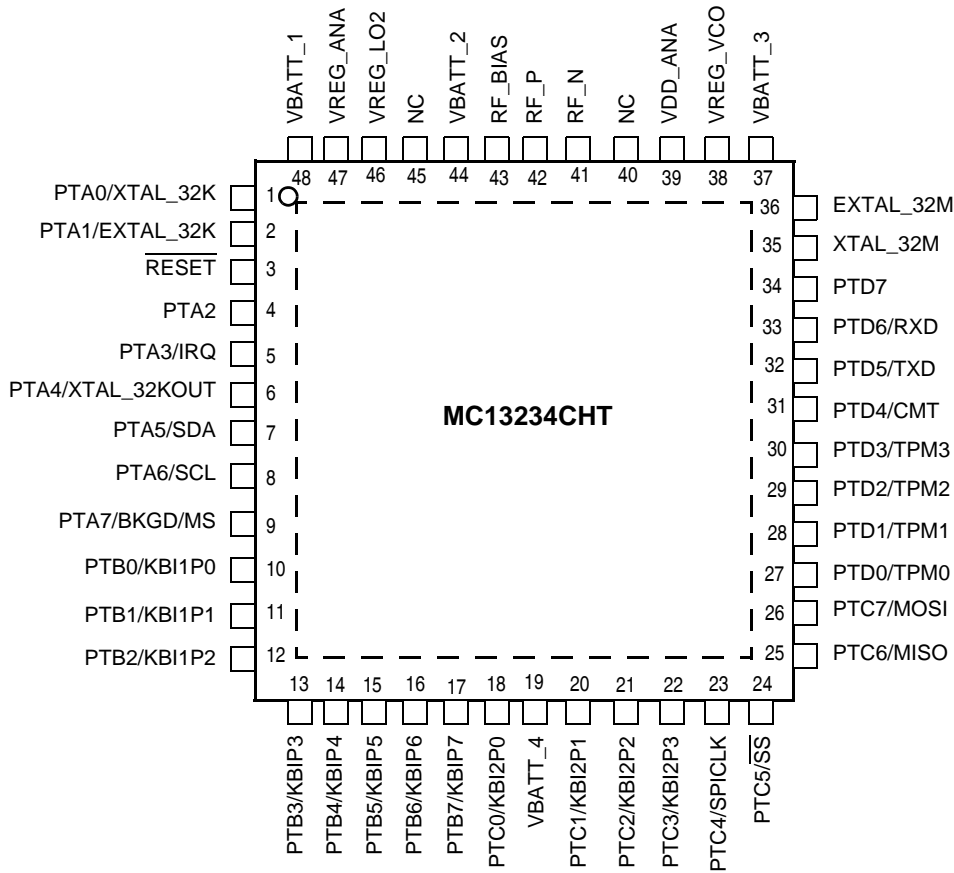 VBATT_1
VREG_ANA
VREG_LO2
NC
VBATT_2
RF_BIAS
RF_P
RF_N
NC
VDD_ANA
VREG_VCO
VBATT_3
48 47 46 45 44 43 42 41 40 39 38 37
PTA0/XTAL_32K 1
PTA1/EXTAL_32K 2
RESET 3
PTA2 4
PTA3/IRQ 5
PTA4/XTAL_32KOUT 6
PTA5/SDA 7
PTA6/SCL 8
PTA7/BKGD/MS 9
PTB0/KBI1P0 10
PTB1/KBI1P1 11
PTB2/KBI1P2 12
MC13234CHT
36 EXTAL_32M
35 XTAL_32M
34 PTD7
33 PTD6/RXD
32 PTD5/TXD
31 PTD4/CMT
30 PTD3/TPM3
29 PTD2/TPM2
28 PTD1/TPM1
27 PTD0/TPM0
26 PTC7/MOSI
25 PTC6/MISO
13 14 15 16 17 18 19 20 21 22 23 24
PTB3/KBIP3
PTB4/KBIP4
PTB5/KBIP5
PTB6/KBIP6
PTB7/KBIP7
PTC0/KBI2P0
VBATT_4
PTC1/KBI2P1
PTC2/KBI2P2
PTC3/KBI2P3
PTC4/SPICLK
PTC5/SS